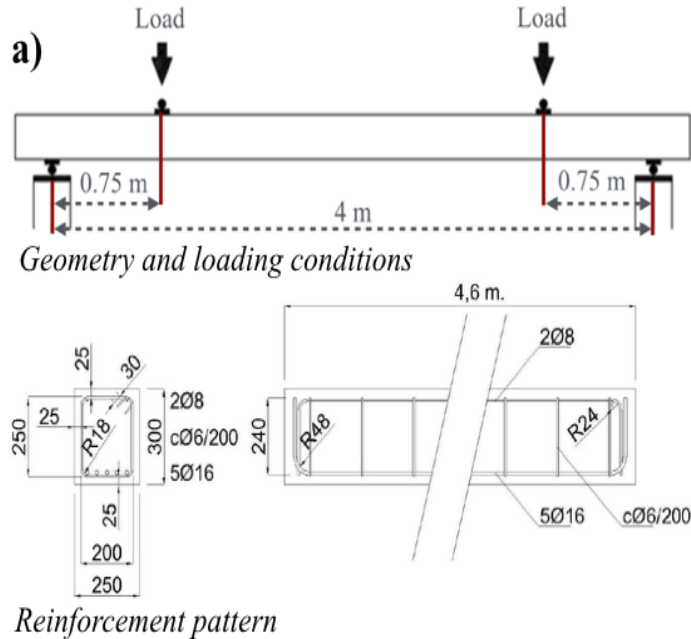 a)
Load
Load
0.75 m
0.75 m
4 m
Geometry and loading conditions
4,6 m.
25
30
2Ø8
2Ø8
25
250
R18
300
cØ6/200
240
R48
R24
5Ø16
25
5Ø16
cØ6/200
200
250
Reinforcement pattern